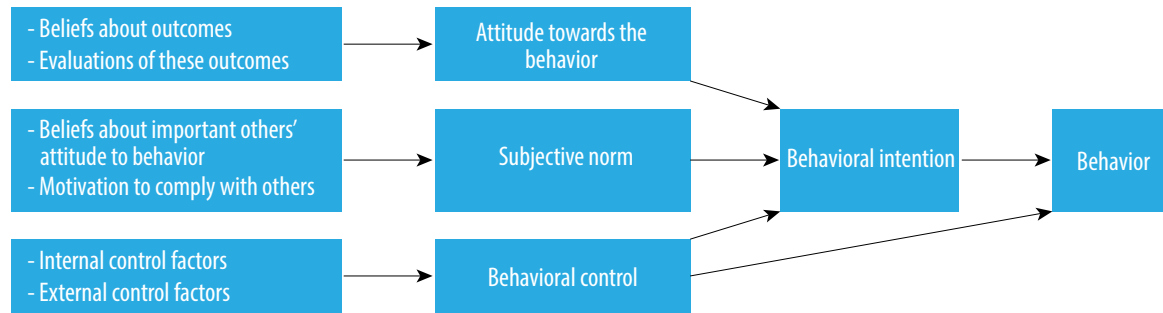 - Beliefs about outcomes
- Evaluations of these outcomes
Attitude towards the
behavior
- Beliefs about important others’
attitude to behavior
- Motivation to comply with others
Subjective norm
Behavioral intention
Behavior
- Internal control factors
- External control factors
Behavioral control